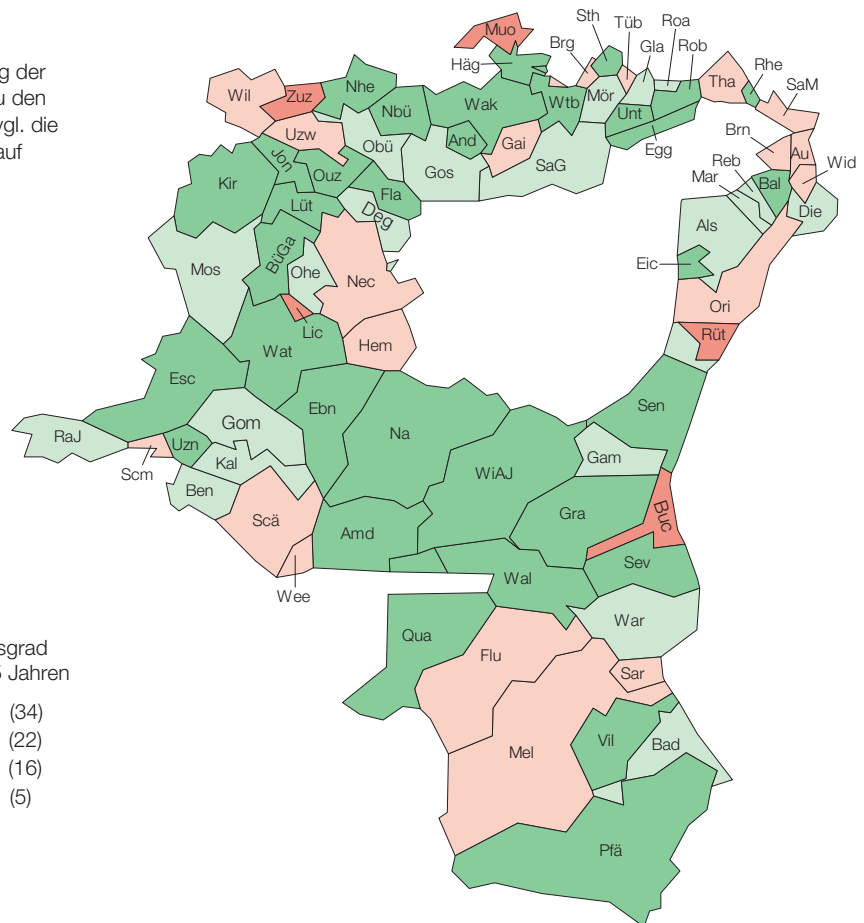 g der
u den
vgl. die
auf
Muo
Häg
Brg
Sth
Tüb
Gla
Roa
Rob
Tha
Rhe
SaM
Wil
Zuz
Nhe
Nbü
Wak
Wtb
Mör
Unt
Egg
Uzw
Obü
And
Gai
Gos
SaG
Brn
Au
Wid
Reb
Mar
Bal
Die
Jon
Kir
Ouz
Fla
Lüt
Deg
Als
BüGa
Mos
Ohe
Nec
Eic
Ori
Lic
Hem
Rüt
Wat
Esc
Ebn
Na
Sen
RaJ
Gom
Uzn
Scm
Kal
Gam
Ben
WiAJ
Scä
Gra
Buc
Amd
Sev
Wee
Wal
Qua
War
Flu
Sar
Mel
Vil
Bad
Pfä
sgrad
Jahren
(34)
(22)
(16)
(5)